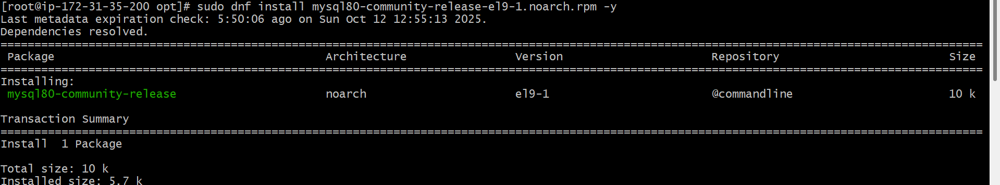 [root@ip-172-31-35-200 opt]# sudo dnf install mysql80-community-release-el9-1.noarch.rpm -y
Last metadata expiration check: 5:50:06 ago on Sun Oct 12 12:55:13 2025.
Dependencies resolved.
================================================================================
Package Architecture Version Repository Size
================================================================================
Installing:
mysql80-community-release noarch el9-1 @commandline 10 k
Transaction Summary
================================================================================
Install 1 Package
Total size: 10 k
Installed size: 5.7 k